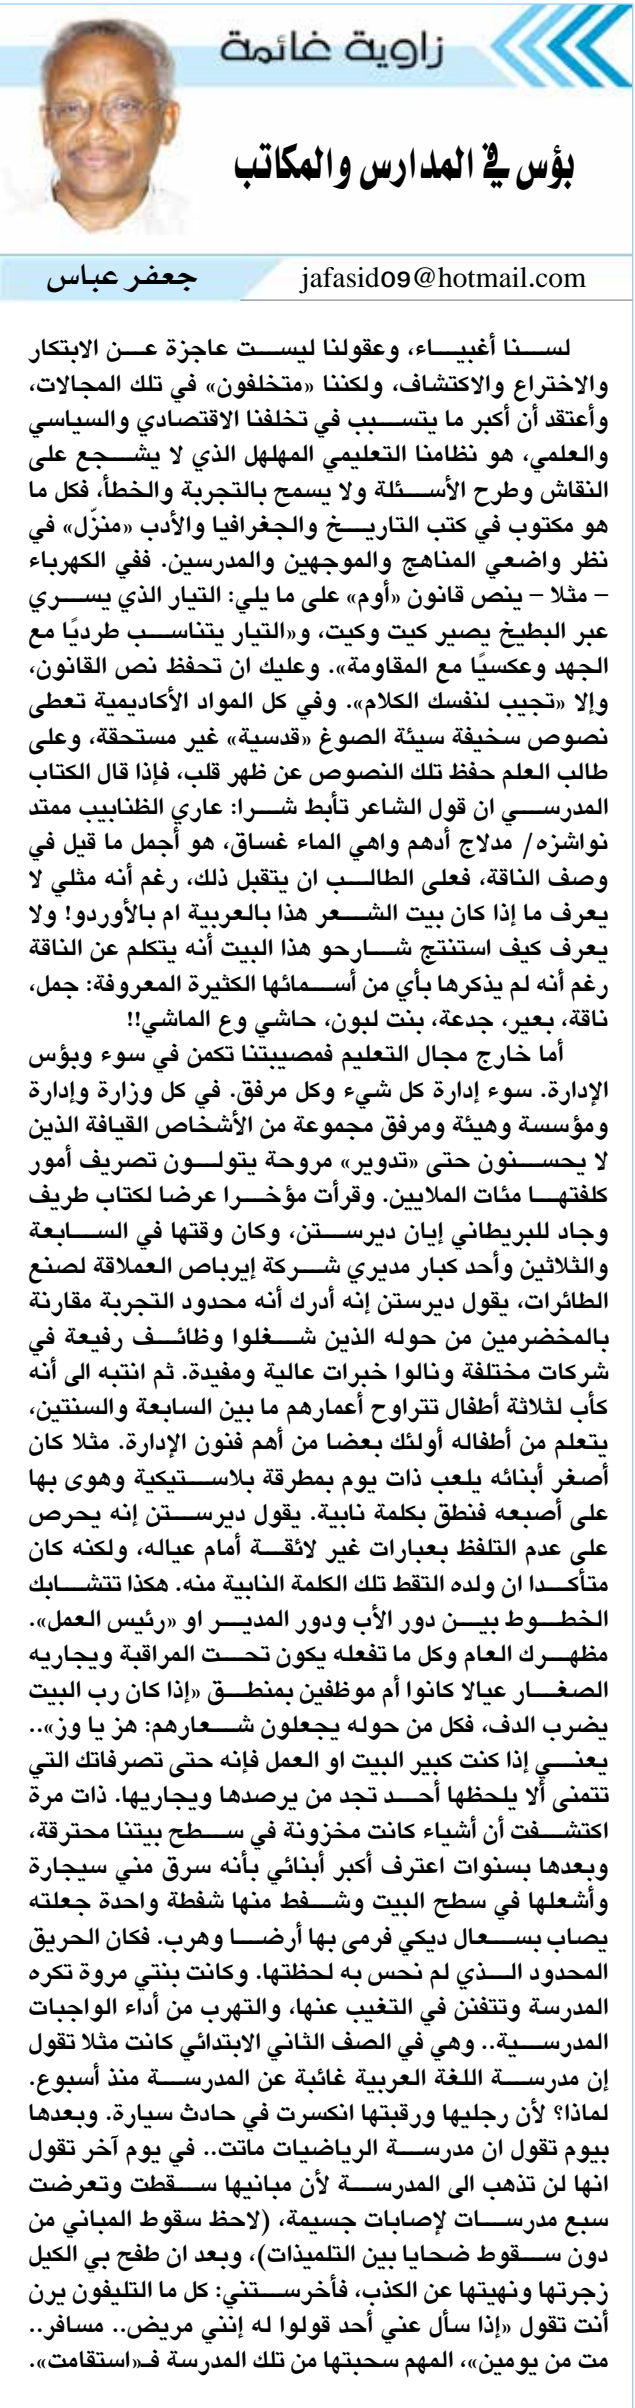 زاوية غائمة
بؤس في المدارس والمكاتب
جعفر عباس
jafasid09@hotmail.com
لسنا أغبياء، وعقولنا ليست عاجزة عن الابتكار
والاختراع والاكتشاف، ولكننا «متخلفون» في تلك المجالات،
وأعتقد أن أكبر ما يتسبب في تخلفنا الاقتصادي والسياسي
والعلمي، هو نظامنا التعليمي المهلهل الذي لا يشجع على
النقاش وطرح الأسئلة ولا يسمح بالتجربة والخطأ، فكل ما
هو مكتوب في كتب التاريخ والجغرافيا والأدب «منزّل» في
نظر واضعي المناهج والموجهين والمدرسين. ففي الكهرباء
– مثلا – ينص قانون «أوم» على ما يلي: التيار الذي يسري
عبر البطيخ يصير كيت وكيت، و«التيار يتناسب طرديًا مع
الجهد وعكسيًا مع المقاومة». وعليك ان تحفظ نص القانون،
وإلا «تجيب لنفسك الكلام». وفي كل المواد الأكاديمية تعطى
نصوص سخيفة سيئة الصوغ «قدسية» غير مستحقة، وعلى
طالب العلم حفظ تلك النصوص عن ظهر قلب، فإذا قال الكتاب
المدرسي ان قول الشاعر تأبط شرا: عاري الظنابيب ممتد
نواشزه/ مدلاج أدهم واهي الماء غساق، هو أجمل ما قيل في
وصف الناقة، فعلى الطالب ان يتقبل ذلك، رغم أنه مثلي لا
يعرف ما إذا كان بيت الشعر هذا بالعربية ام بالأوردو! ولا
يعرف كيف استنتج شارحو هذا البيت أنه يتكلم عن الناقة
رغم أنه لم يذكرها بأي من أسمائها الكثيرة المعروفة: جمل،
ناقة، بعير، جدعة، بنت لبون، حاشي وع الماشي!!
أما خارج مجال التعليم فمصيبتنا تكمن في سوء وبؤس
الإدارة. سوء إدارة كل شيء وكل مرفق. في كل وزارة وإدارة
ومؤسسة وهيئة ومرفق مجموعة من الأشخاص القيافة الذين
لا يحسنون حتى «تدوير» مروحة يتولون تصريف أمور
كلفتها مئات الملايين. وقرأت مؤخرا عرضا لكتاب طريف
وجاد للبريطاني إيان ديرستن، وكان وقتها في السابعة
والثلاثين وأحد كبار مديري شركة إيرباص العملاقة لصنع
الطائرات، يقول ديرستن إنه أدرك أنه محدود التجربة مقارنة
بالمخضرمين من حوله الذين شغلوا وظائف رفيعة في
شركات مختلفة ونالوا خبرات عالية ومفيدة. ثم انتبه الى أنه
كأب لثلاثة أطفال تتراوح أعمارهم ما بين السابعة والسنتين،
يتعلم من أطفاله أولئك بعضا من أهم فنون الإدارة. مثلا كان
أصغر أبنائه يلعب ذات يوم بمطرقة بلاستيكية وهوى بها
على أصبعه فنطق بكلمة نابية. يقول ديرستن إنه يحرص
على عدم التلفظ بعبارات غير لائقة أمام عياله، ولكنه كان
متأكدا ان ولده التقط تلك الكلمة النابية منه. هكذا تتشابك
الخطوط بين دور الأب ودور المدير او «رئيس العمل».
مظهرك العام وكل ما تفعله يكون تحت المراقبة ويجاريه
الصغار عيالا كانوا أم موظفين بمنطق «إذا كان رب البيت
يضرب الدف، فكل من حوله يجعلون شعارهم: هز يا وز»..
يعني إذا كنت كبير البيت او العمل فإنه حتى تصرفاتك التي
تتمنى ألا يلحظها أحد تجد من يرصدها ويجاريها. ذات مرة
اكتشفت أن أشياء كانت مخزونة في سطح بيتنا محترقة،
وبعدها بسنوات اعترف أكبر أبنائي بأنه سرق مني سيجارة
وأشعلها في سطح البيت وشفط منها شفطة واحدة جعلته
يصاب بسعال ديكي فرمى بها أرضا وهرب. فكان الحريق
المحدود الذي لم نحس به لحظتها. وكانت بنتي مروة تكره
المدرسة وتتفنن في التغيب عنها، والتهرب من أداء الواجبات
المدرسية.. وهي في الصف الثاني الابتدائي كانت مثلا تقول
إن مدرسة اللغة العربية غائبة عن المدرسة منذ أسبوع.
لماذا؟ لأن رجليها ورقبتها انكسرت في حادث سيارة. وبعدها
بيوم تقول ان مدرسة الرياضيات ماتت.. في يوم آخر تقول
انها لن تذهب الى المدرسة لأن مبانيها سقطت وتعرضت
سبع مدرسات لإصابات جسيمة، (لاحظ سقوط المباني من
دون سقوط ضحايا بين التلميذات)، وبعد ان طفح بي الكيل
زجرتها ونهيتها عن الكذب، فأخرستني: كل ما التليفون يرن
أنت تقول «إذا سأل عني أحد قولوا له إنني مريض.. مسافر..
مت من يومين»، المهم سحبتها من تلك المدرسة فـ«استقامت».